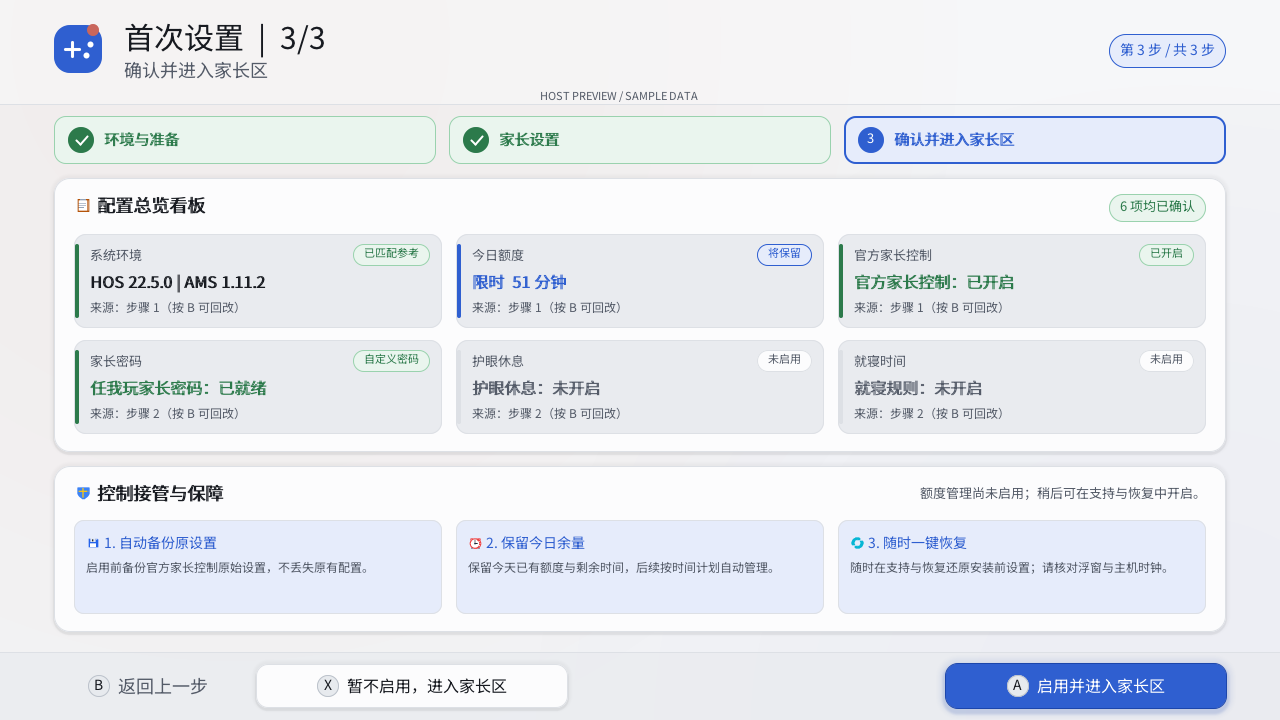 首次设置 | 3/3
确认并进入家长区
第 3 步 / 共 3 步
HOST PREVIEW / SAMPLE DATA
环境与准备
家长设置
3 确认并进入家长区
配置总览看板
6 项均已确认
系统环境
已匹配参考
HOS 22.5.0 | AMS 1.11.2
来源：步骤 1（按 B 可回改）
今日额度
将保留
限时 51 分钟
来源：步骤 1（按 B 可回改）
官方家长控制
已开启
官方家长控制：已开启
来源：步骤 1（按 B 可回改）
家长密码
自定义密码
任我玩家长密码：已就绪
来源：步骤 2（按 B 可回改）
护眼休息
未启用
护眼休息：未开启
来源：步骤 2（按 B 可回改）
就寝时间
未启用
就寝规则：未开启
来源：步骤 2（按 B 可回改）
控制接管与保障
额度管理尚未启用；稍后可在支持与恢复中开启。
1. 自动备份原设置
启用前备份官方家长控制原始设置，不丢失原有配置。
2. 保留今日余量
保留今天已有额度与剩余时间，后续按时间计划自动管理。
3. 随时一键恢复
随时在支持与恢复还原安装前设置；请核对浮窗与主机时钟。
B 返回上一步
X 暂不启用，进入家长区
A 启用并进入家长区